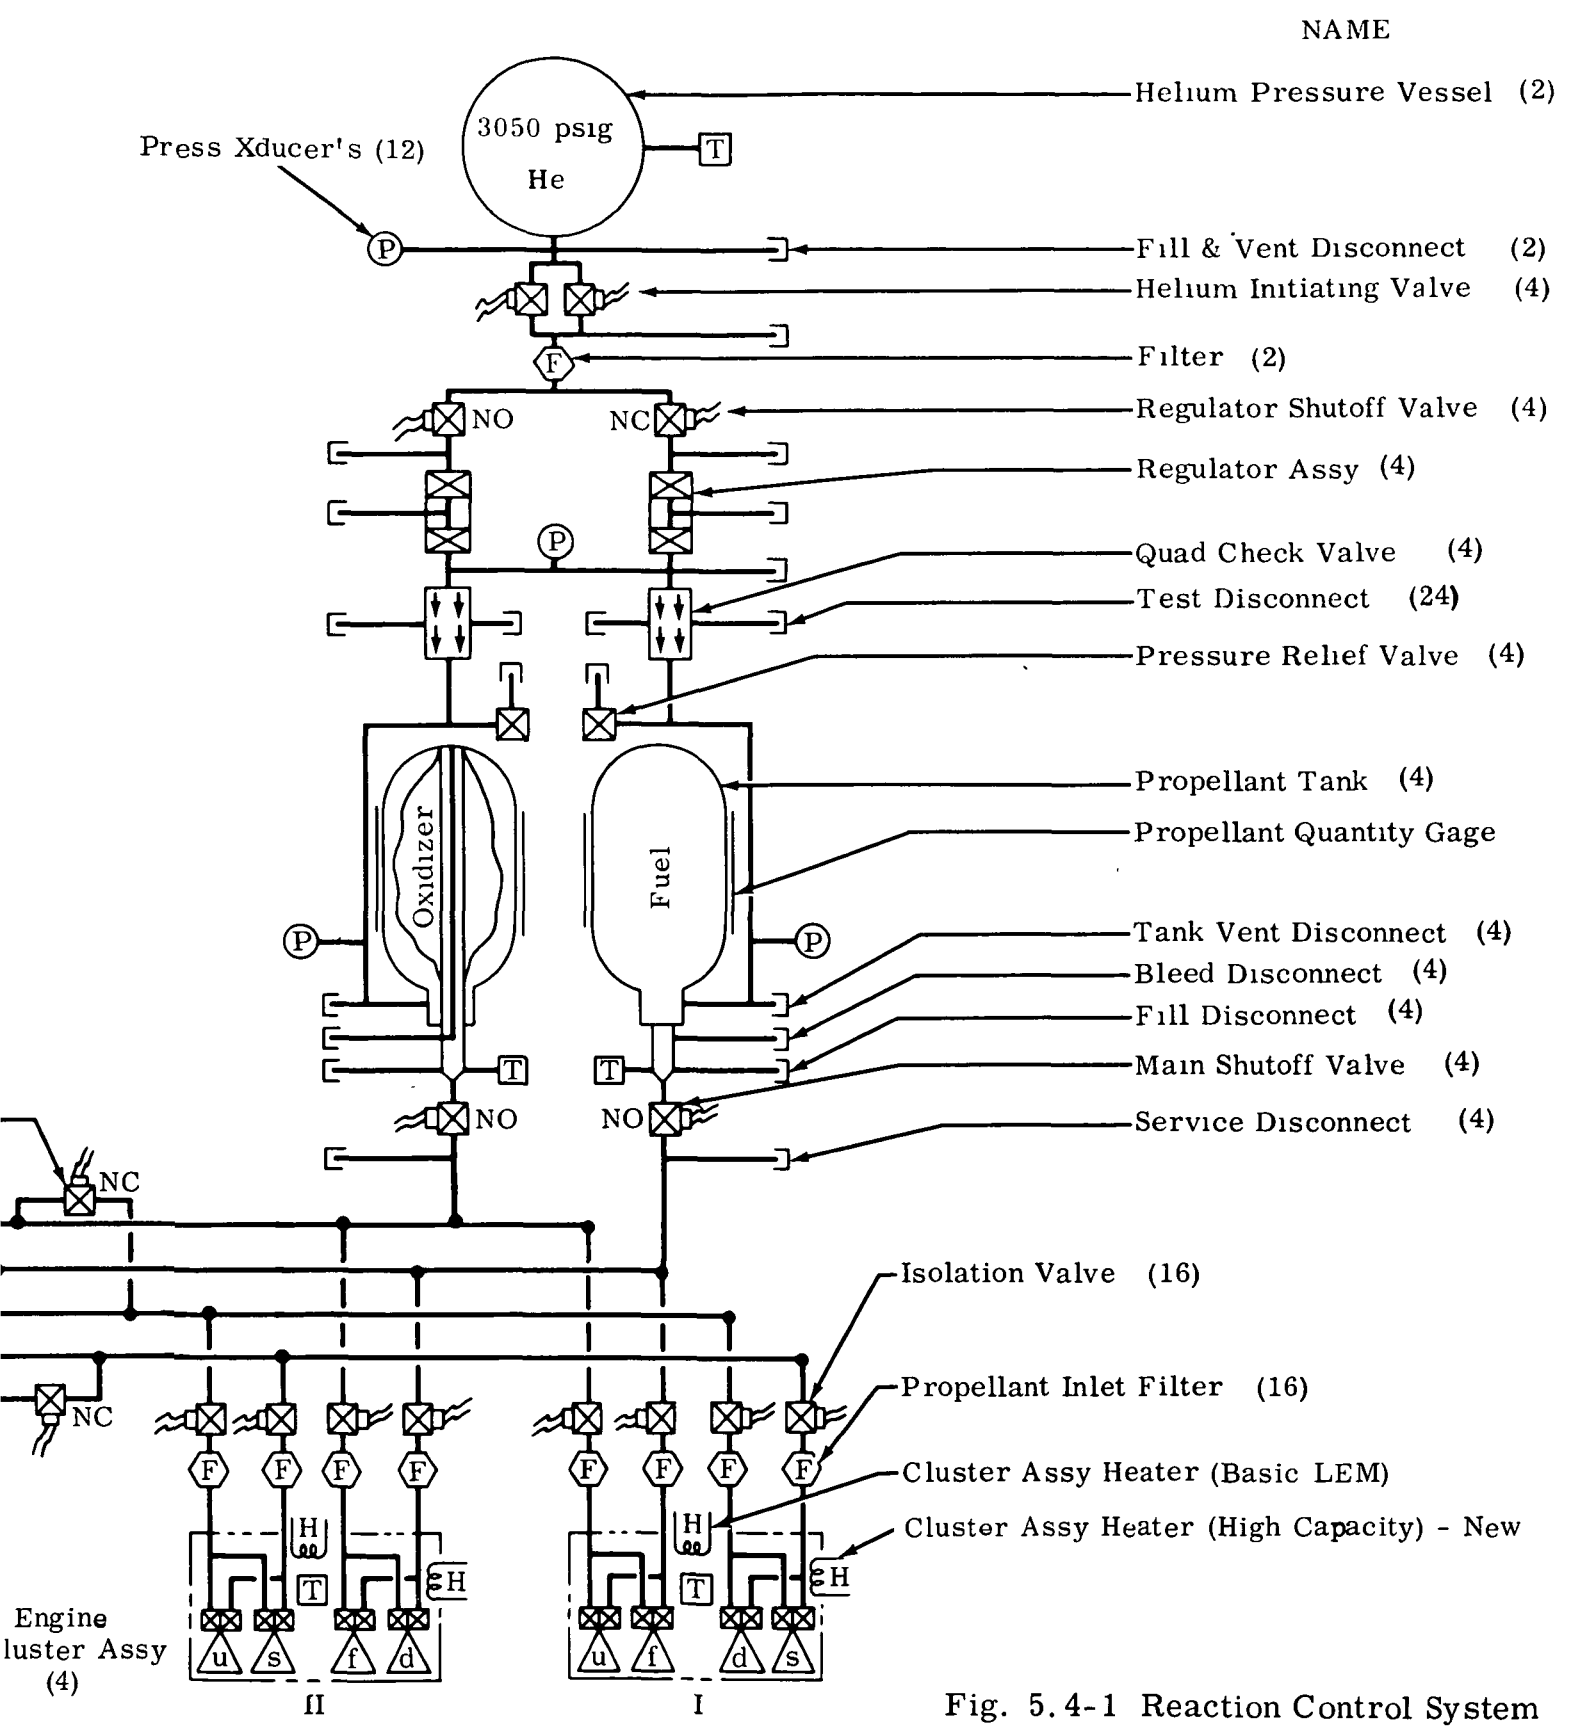 NAME
Helium Pressure Vessel (2)
3050 psig
He
T
Press Xducer's (12)
P
Fill & Vent Disconnect (2)
Helium Initiating Valve (4)
F
Filter (2)
NO
NC
Regulator Shutoff Valve (4)
Regulator Assy (4)
P
Quad Check Valve (4)
Test Disconnect (24)
Pressure Relief Valve (4)
Propellant Tank (4)
Oxidizer
Fuel
Propellant Quantity Gage
P
P
Tank Vent Disconnect (4)
Bleed Disconnect (4)
Fill Disconnect (4)
T
T
Main Shutoff Valve (4)
NO
NO
Service Disconnect (4)
NC
Isolation Valve (16)
Propellant Inlet Filter (16)
NC
F F F F F F F F
Cluster Assy Heater (Basic LEM)
H H
Cluster Assy Heater (High Capacity) - New
T H T H
Engine
luster Assy
(4)
u s f d u f d s
II I
Fig. 5.4-1 Reaction Control System